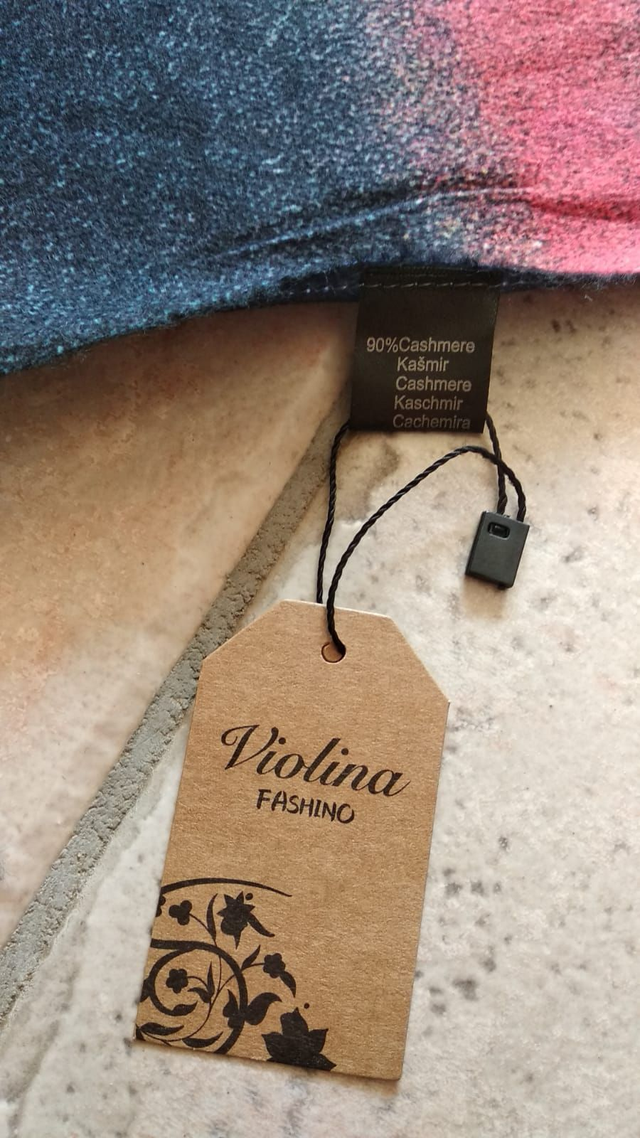 90%Cashmere
Kašmir
Cashmere
Kaschmir
Cachemira
Violina
FASHINO